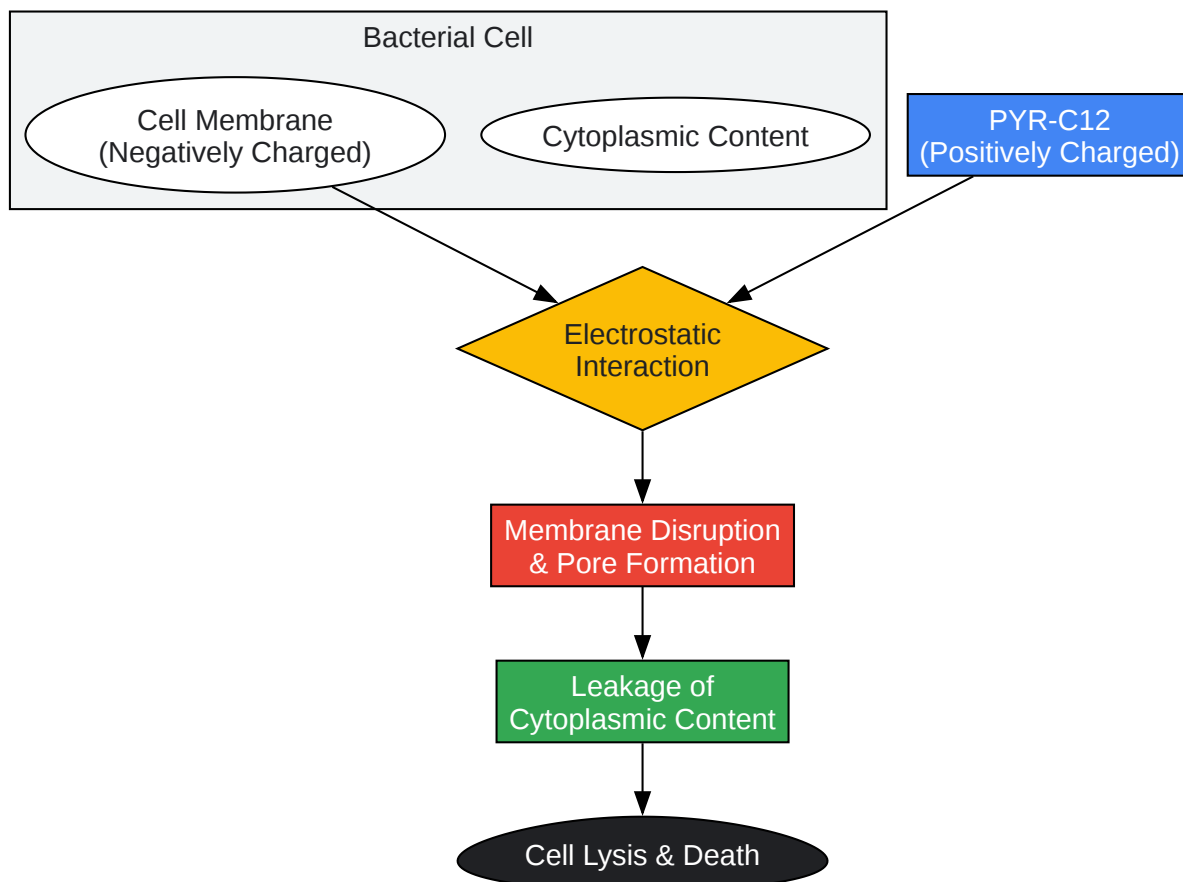 Bacterial Cell
Cell Membrane
(Negatively Charged)
Cytoplasmic Content
PYR-C12
(Positively Charged)
Electrostatic
Interaction
Membrane Disruption
& Pore Formation
Leakage of
Cytoplasmic Content
Cell Lysis & Death